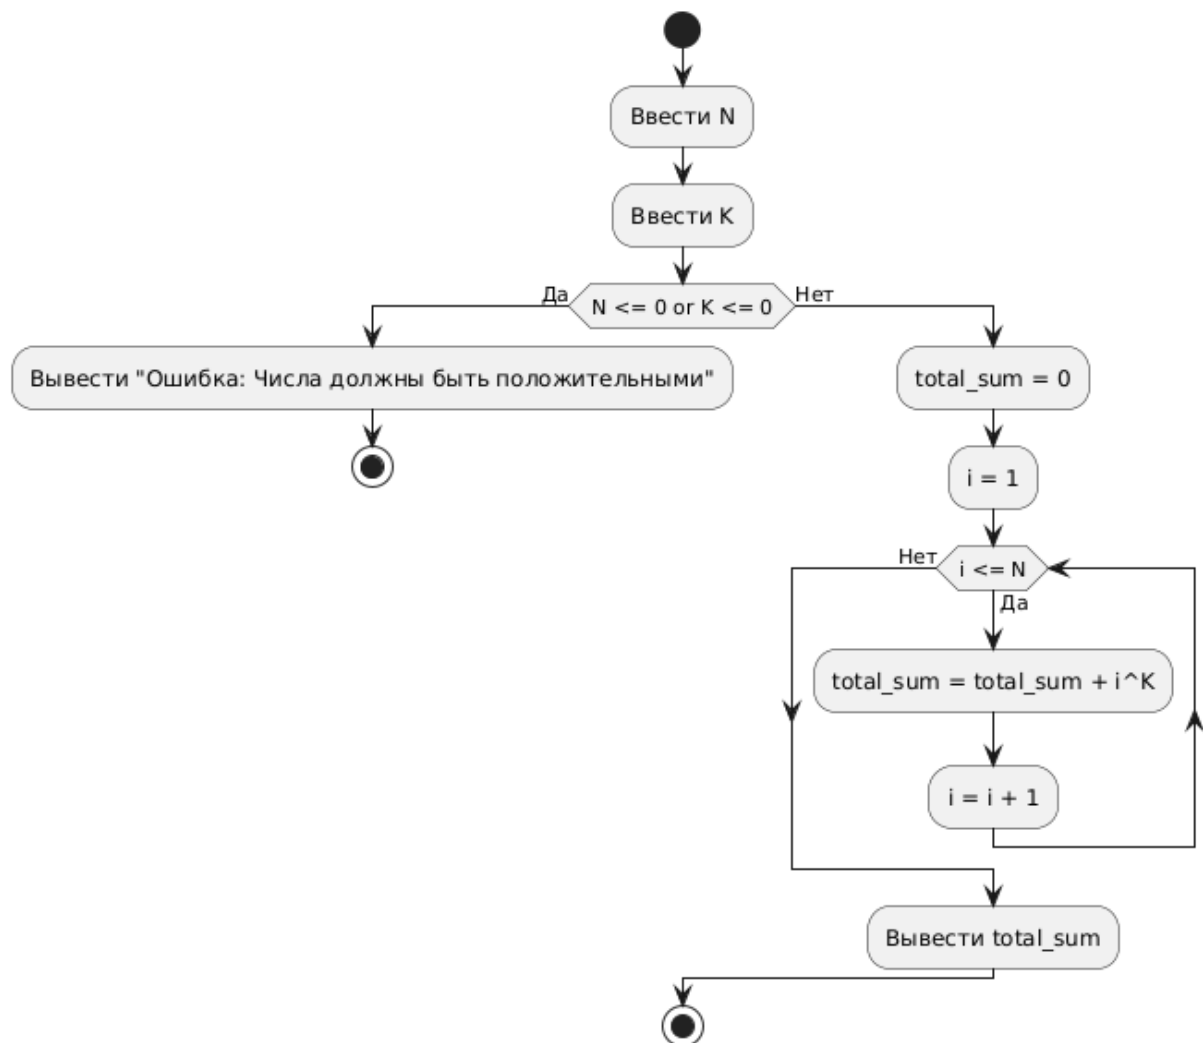 Ввести N
Ввести K
Да
N <= 0 or K <= 0
Нет
Вывести "Ошибка: Числа должны быть положительными"
total_sum = 0
i = 1
Нет
i <= N
Да
total_sum = total_sum + i^K
i = i + 1
Вывести total_sum